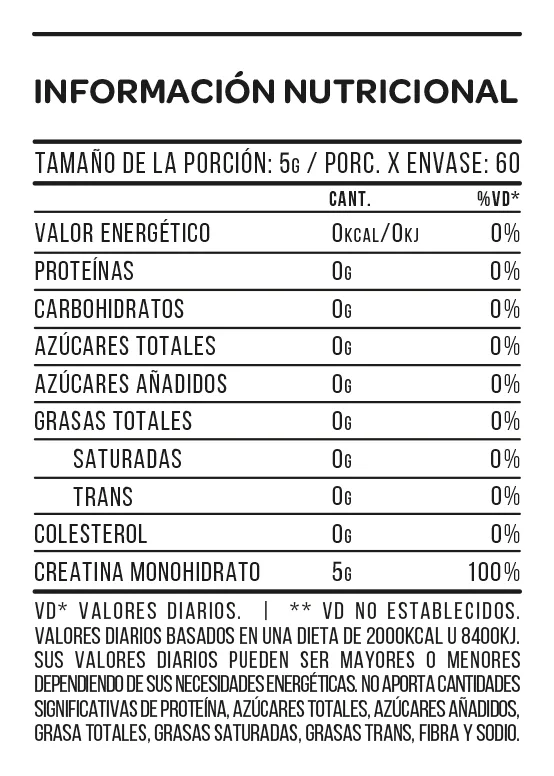 INFORMACIÓN NUTRICIONAL
TAMAÑO DE LA PORCIÓN: 5G / PORC. X ENVASE: 60
CANT. %VD*
VALOR ENERGÉTICO 0KCAL/0KJ 0%
PROTEÍNAS 0G 0%
CARBOHIDRATOS 0G 0%
AZÚCARES TOTALES 0G 0%
AZÚCARES AÑADIDOS 0G 0%
GRASAS TOTALES 0G 0%
SATURADAS 0G 0%
TRANS 0G 0%
COLESTEROL 0G 0%
CREATINA MONOHIDRATO 5G 100%
VD* VALORES DIARIOS. | ** VD NO ESTABLECIDOS.
VALORES DIARIOS BASADOS EN UNA DIETA DE 2000KCAL U 8400KJ.
SUS VALORES DIARIOS PUEDEN SER MAYORES O MENORES
DEPENDIENDO DE SUS NECESIDADES ENERGÉTICAS. NO APORTA CANTIDADES
SIGNIFICATIVAS DE PROTEÍNA, AZÚCARES TOTALES, AZÚCARES AÑADIDOS,
GRASA TOTALES, GRASAS SATURADAS, GRASAS TRANS, FIBRA Y SODIO.